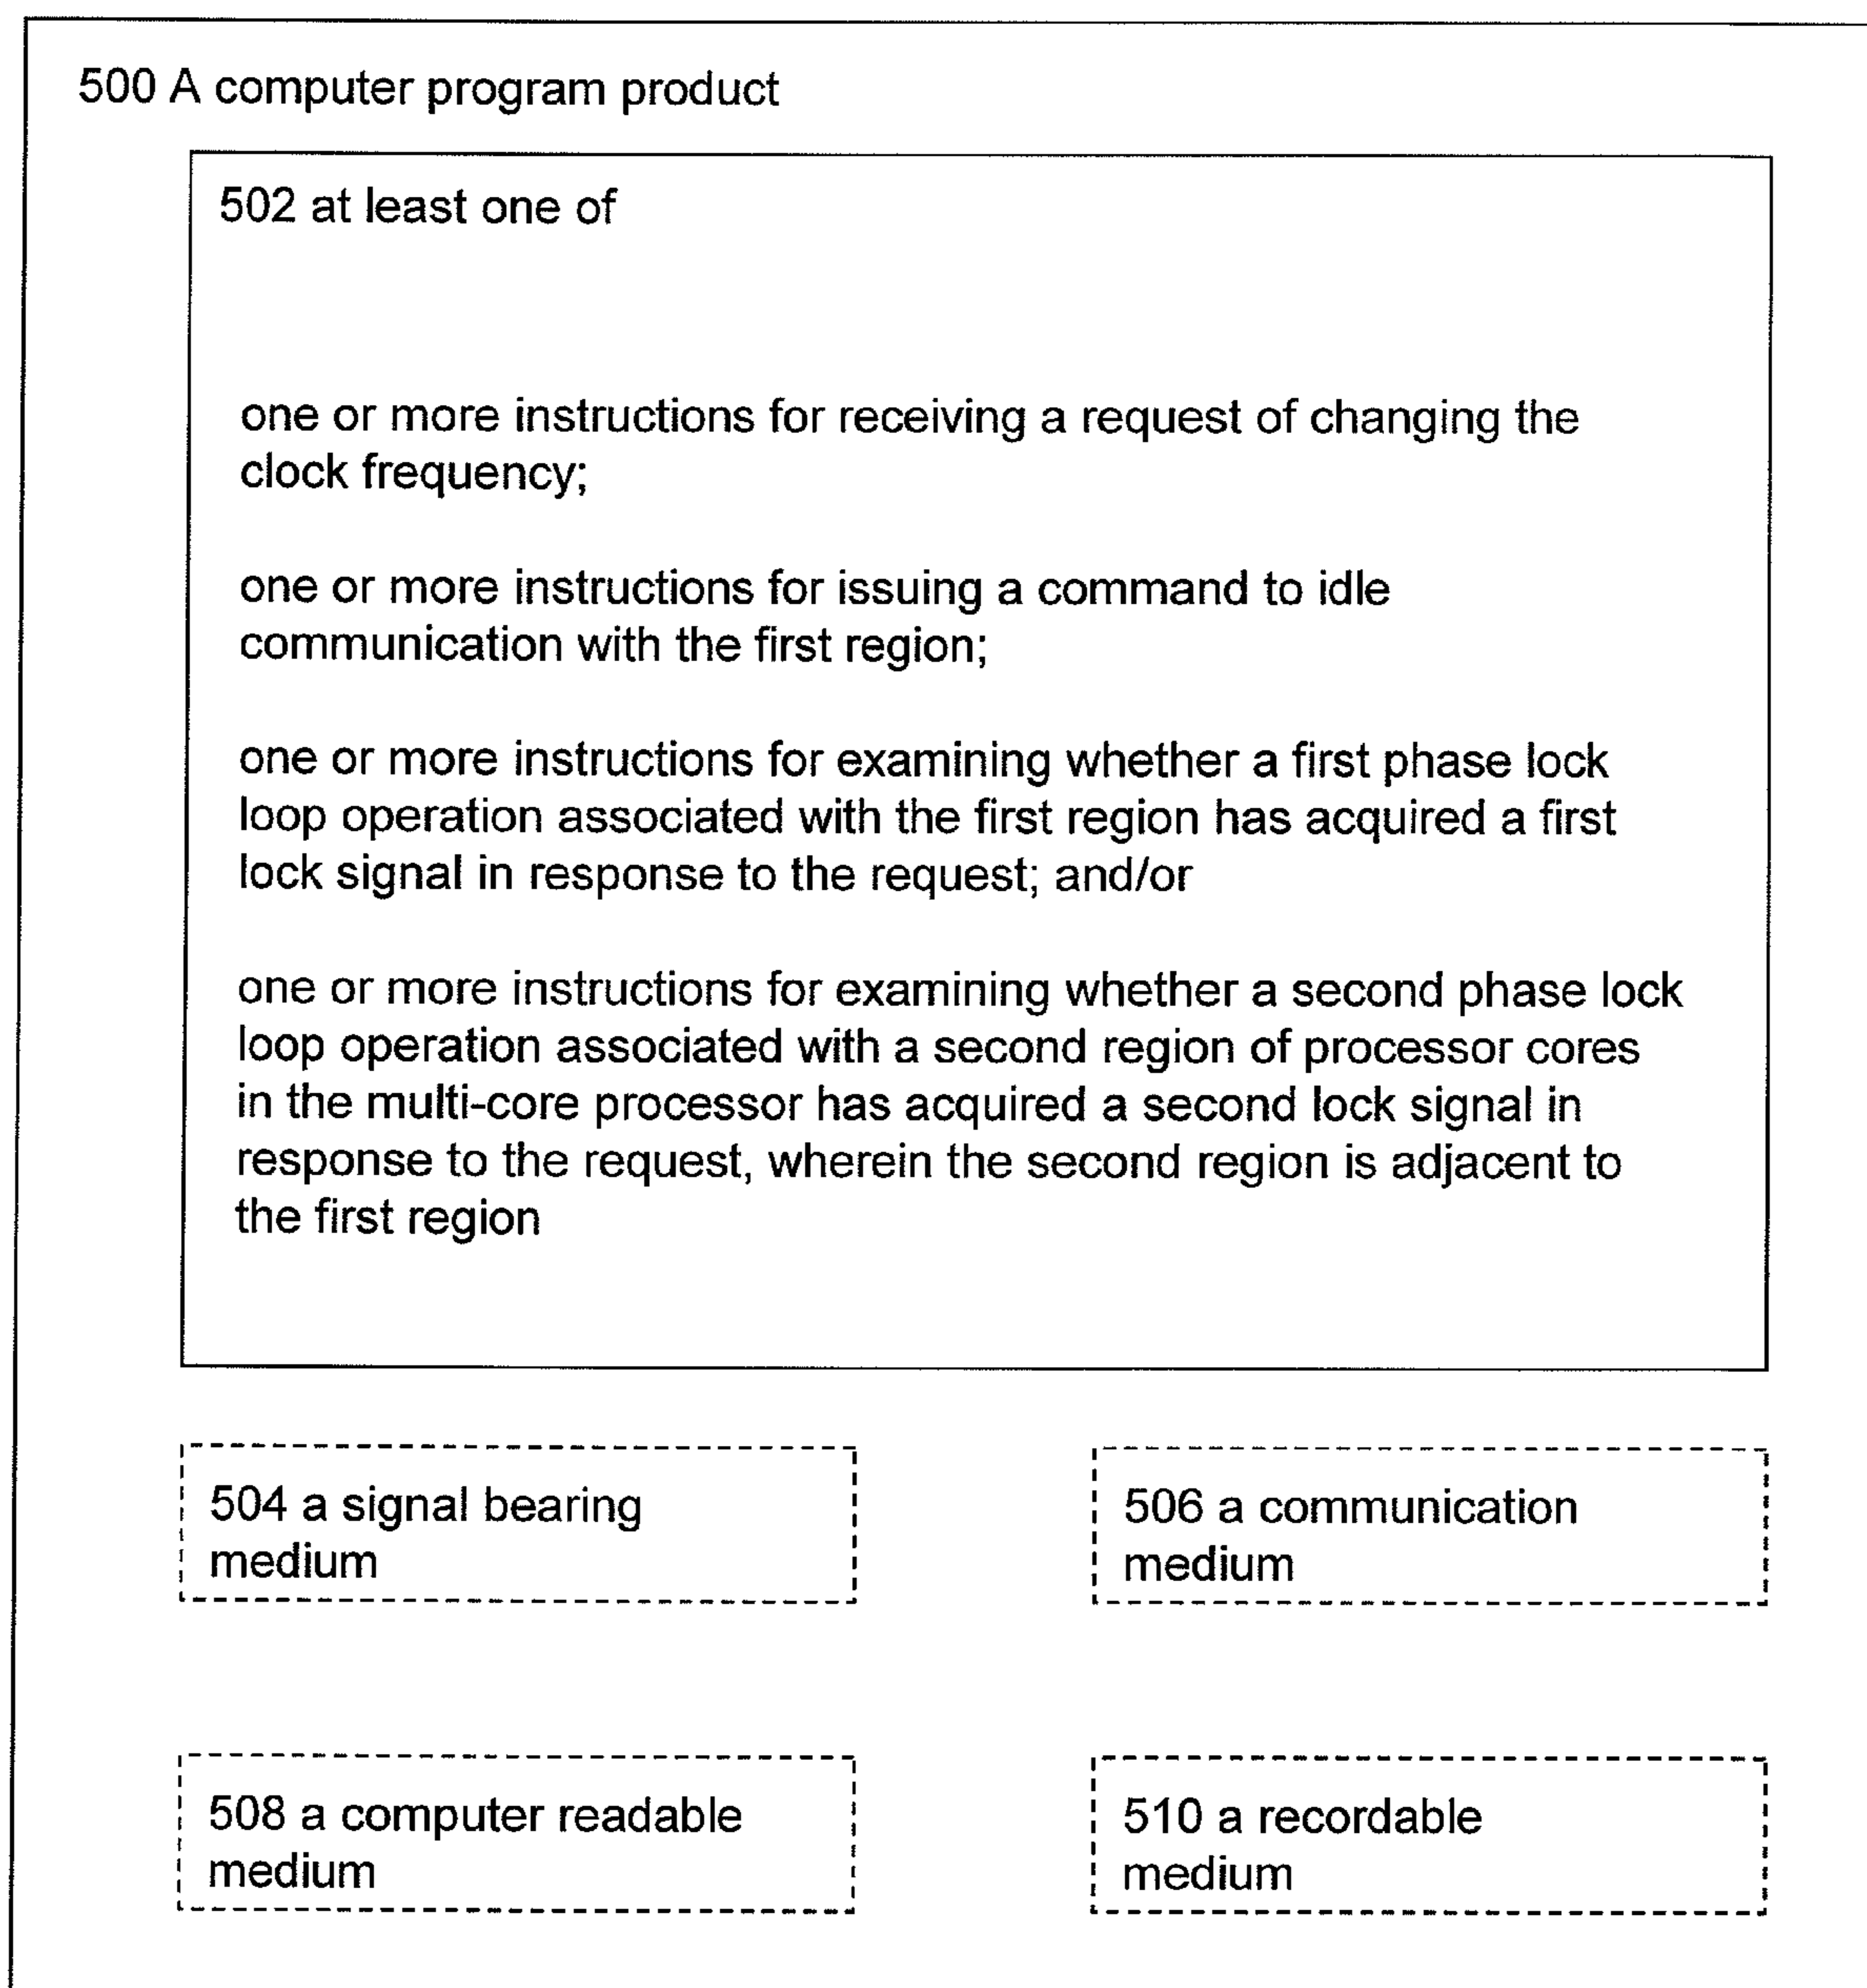 500 A computer program product
502 at least one of
one or more instructions for receiving a request of changing the
clock frequency;
one or more instructions for issuing a command to idle
communication with the first region;
one or more instructions for examining whether a first phase lock
loop operation associated with the first region has acquired a first
lock signal in response to the request; and/or
one or more instructions for examining whether a second phase lock
loop operation associated with a second region of processor cores
in the multi-core processor has acquired a second lock signal in
response to the request, wherein the second region is adjacent to
the first region
504 a signal bearing
medium
506 a communication
medium
508 a computer readable
medium
510 a recordable
medium